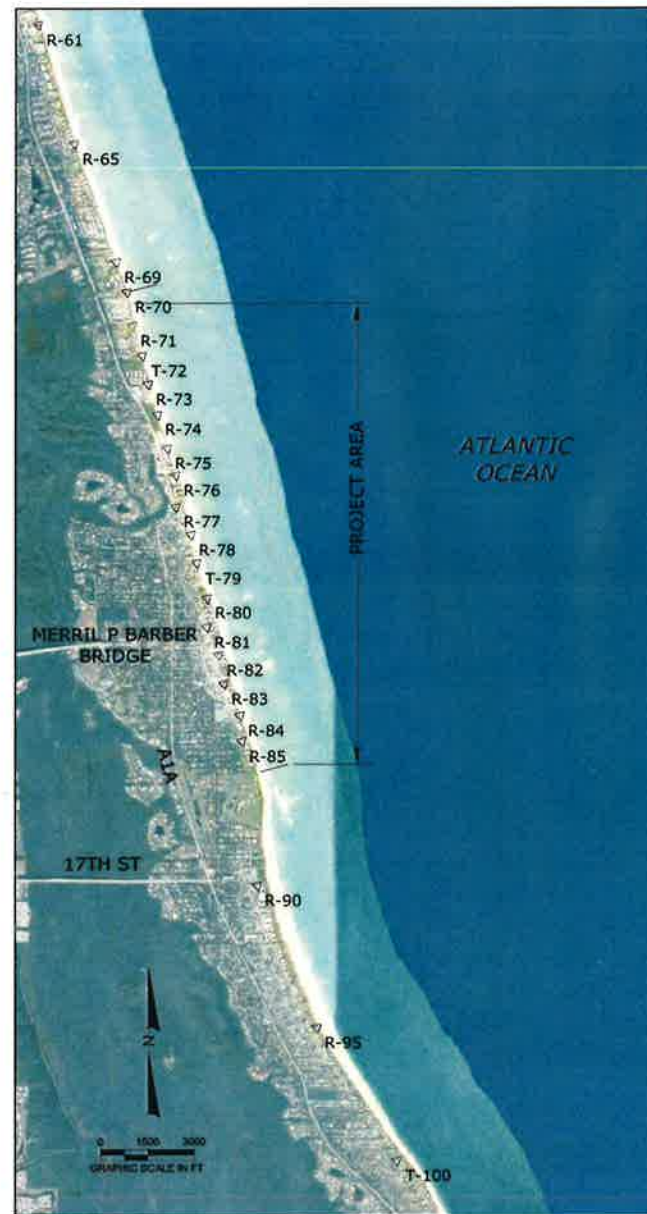 R-61
R-65
R-69
R-70
R-71
T-72
R-73
R-74
R-75
R-76
R-77
R-78
T-79
R-80
R-81
R-82
R-83
R-84
R-85
PROJECT AREA
ATLANTIC
OCEAN
MERRIL P BARBER
BRIDGE
A1A
17TH ST
R-90
R-95
T-100
N
0 1500 3000
GRAPHIC SCALE IN FT